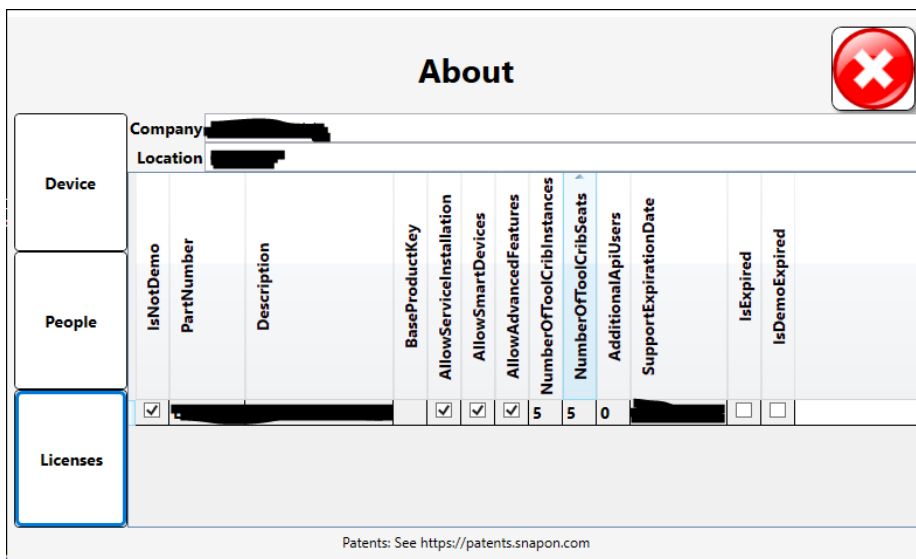 About
Company
Location
Device
People
Licenses
IsNotDemo
PartNumber
Description
BaseProductKey
AllowServiceInstallation
AllowSmartDevices
AllowAdvancedFeatures
NumberOfToolCribInstances
NumberOfToolCribSeats
AdditionalApiUsers
SupportExpirationDate
IsExpired
IsDemoExpired
5 5 0
Patents: See https://patents.snapon.com